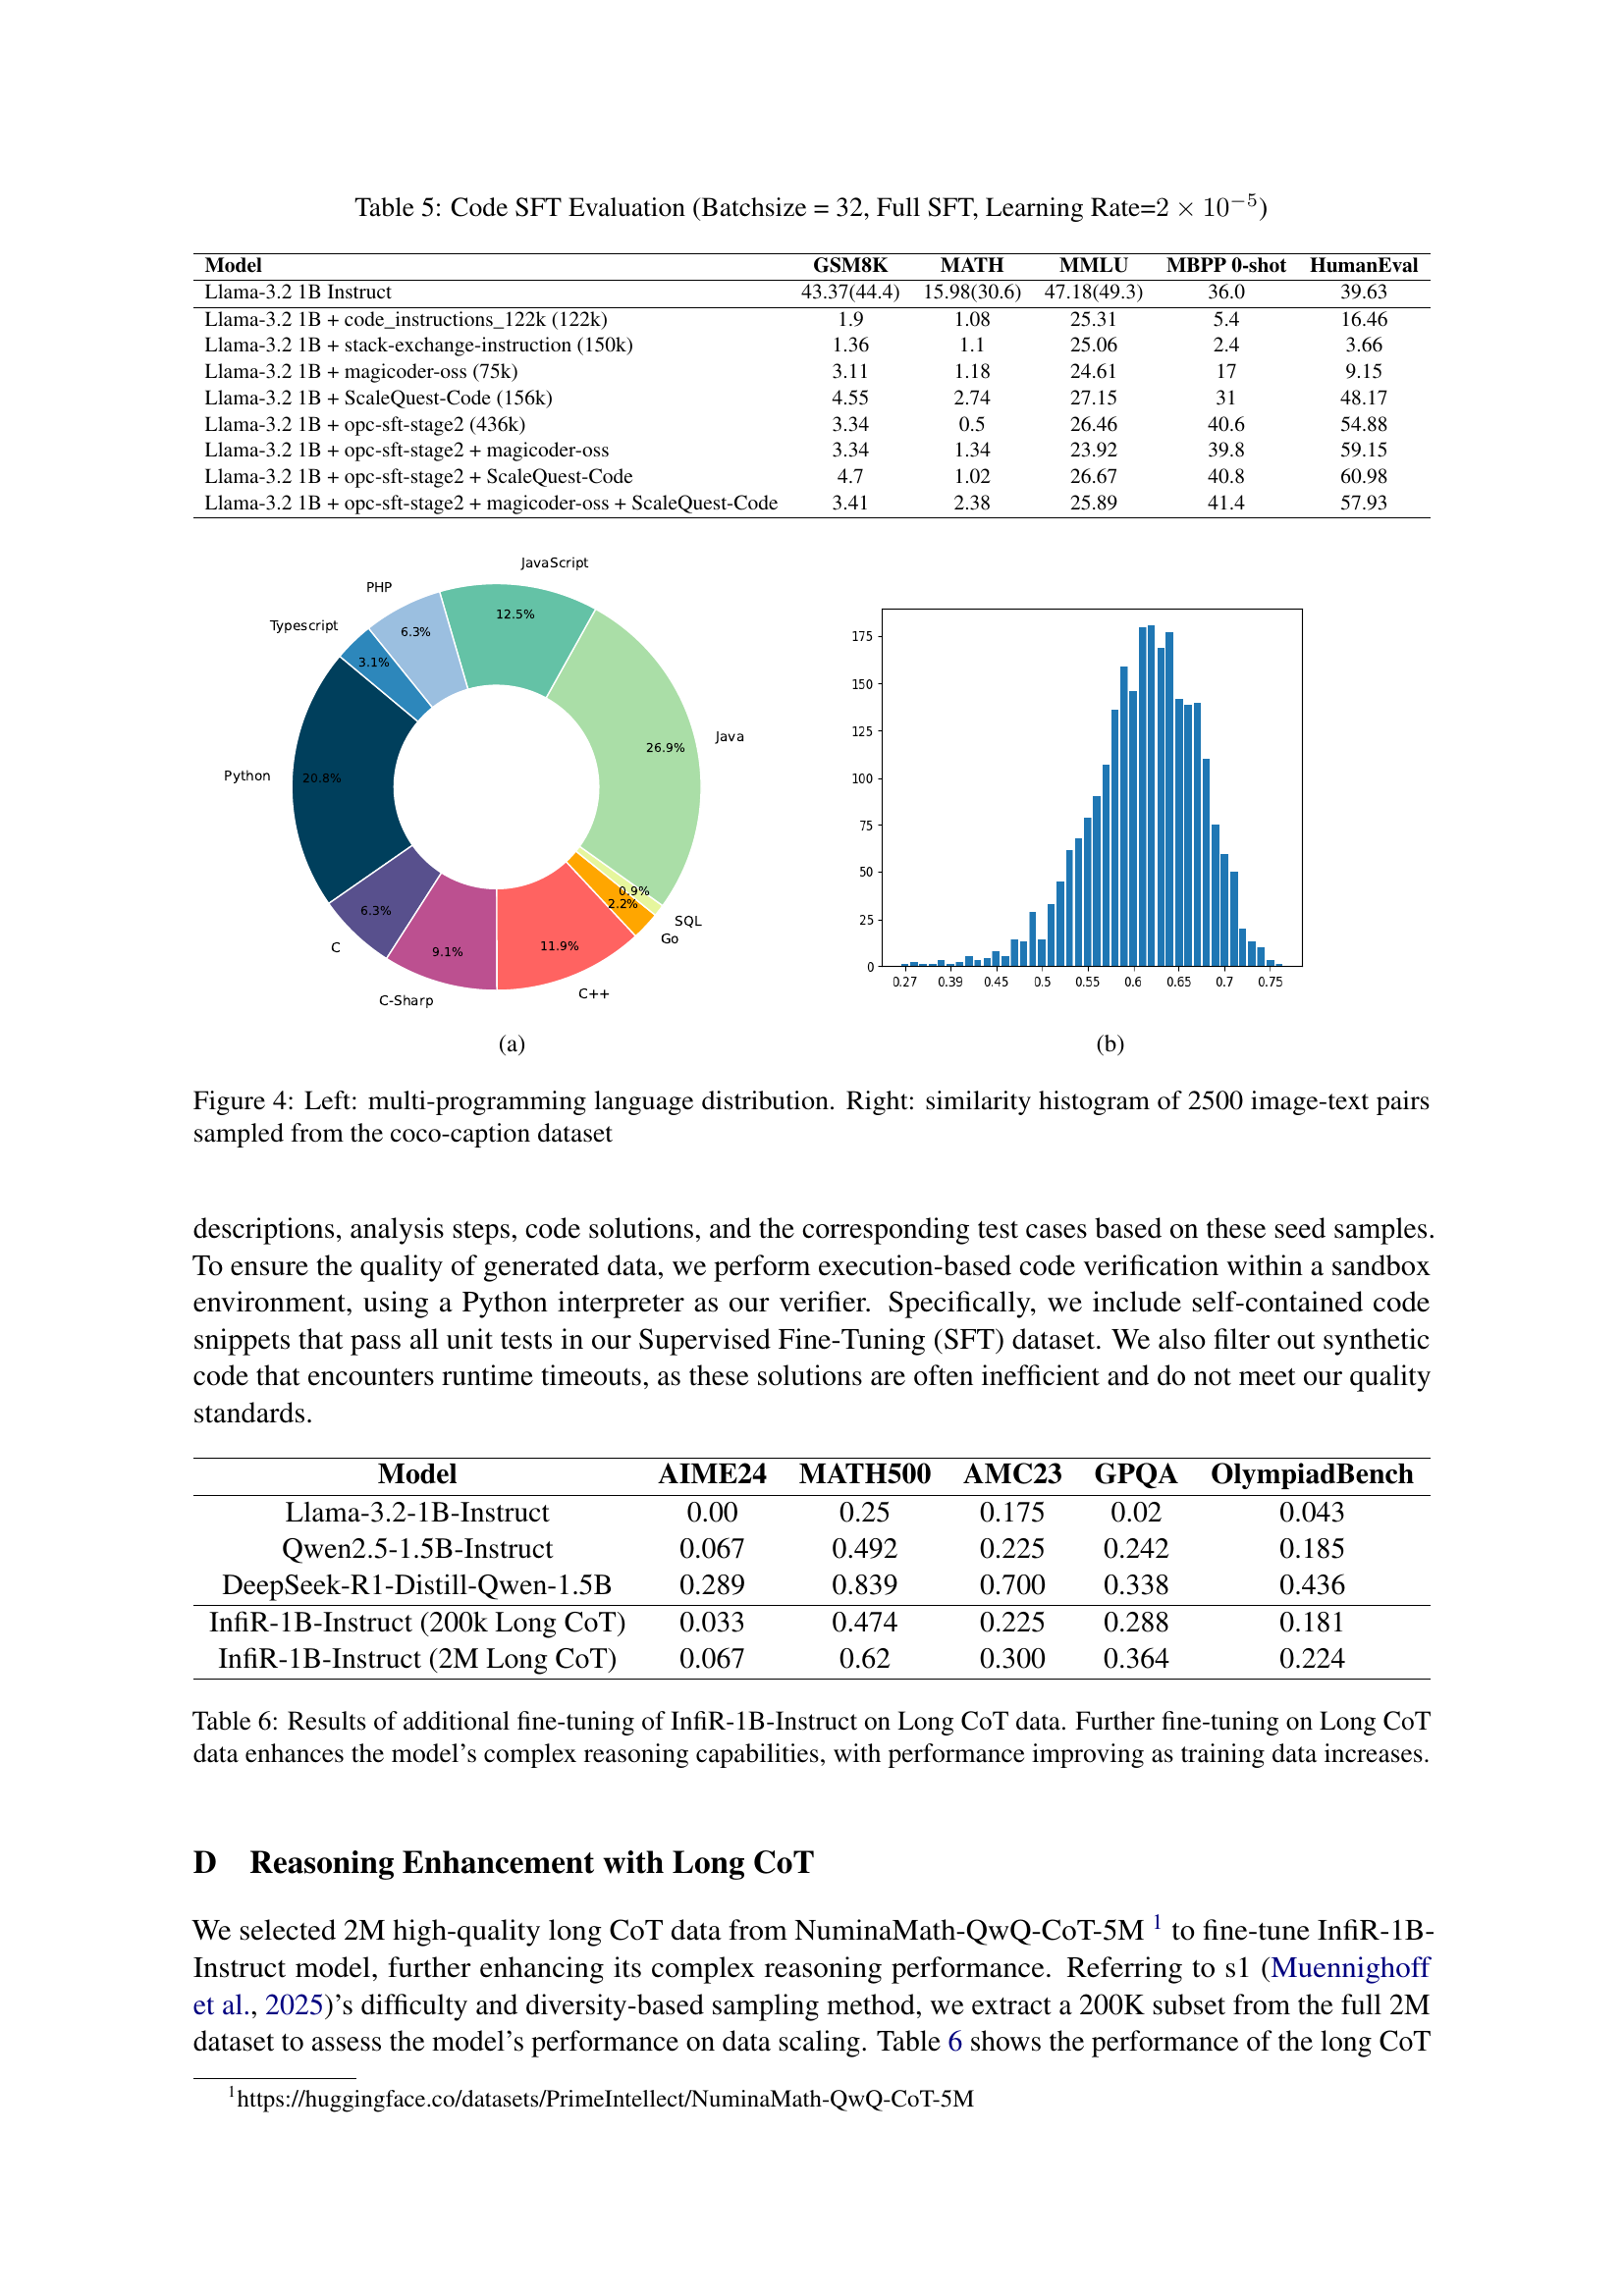 Table 5: Code SFT Evaluation (Batchsize = 32, Full SFT, Learning Rate=2 × 10⁻⁵)
Model GSM8K MATH MMLU MBPP 0-shot HumanEval
Llama-3.2 1B Instruct 43.37(44.4) 15.98(30.6) 47.18(49.3) 36.0 39.63
Llama-3.2 1B + code_instructions_122k (122k) 1.9 1.08 25.31 5.4 16.46
Llama-3.2 1B + stack-exchange-instruction (150k) 1.36 1.1 25.06 2.4 3.66
Llama-3.2 1B + magicoder-oss (75k) 3.11 1.18 24.61 17 9.15
Llama-3.2 1B + ScaleQuest-Code (156k) 4.55 2.74 27.15 31 48.17
Llama-3.2 1B + opc-sft-stage2 (436k) 3.34 0.5 26.46 40.6 54.88
Llama-3.2 1B + opc-sft-stage2 + magicoder-oss 3.34 1.34 23.92 39.8 59.15
Llama-3.2 1B + opc-sft-stage2 + ScaleQuest-Code 4.7 1.02 26.67 40.8 60.98
Llama-3.2 1B + opc-sft-stage2 + magicoder-oss + ScaleQuest-Code 3.41 2.38 25.89 41.4 57.93
JavaScript
12.5%
PHP
6.3%
Typescript
3.1%
Python
20.8%
C
6.3%
C-Sharp
9.1%
C++
11.9%
Go
2.2%
SQL
0.9%
Java
26.9%
(a)
175
150
125
100
75
50
25
0
0.27 0.39 0.45 0.5 0.55 0.6 0.65 0.7 0.75
(b)
Figure 4: Left: multi-programming language distribution. Right: similarity histogram of 2500 image-text pairs
sampled from the coco-caption dataset
descriptions, analysis steps, code solutions, and the corresponding test cases based on these seed samples.
To ensure the quality of generated data, we perform execution-based code verification within a sandbox
environment, using a Python interpreter as our verifier. Specifically, we include self-contained code
snippets that pass all unit tests in our Supervised Fine-Tuning (SFT) dataset. We also filter out synthetic
code that encounters runtime timeouts, as these solutions are often inefficient and do not meet our quality
standards.
Model AIME24 MATH500 AMC23 GPQA OlympiadBench
Llama-3.2-1B-Instruct 0.00 0.25 0.175 0.02 0.043
Qwen2.5-1.5B-Instruct 0.067 0.492 0.225 0.242 0.185
DeepSeek-R1-Distill-Qwen-1.5B 0.289 0.839 0.700 0.338 0.436
InfiR-1B-Instruct (200k Long CoT) 0.033 0.474 0.225 0.288 0.181
InfiR-1B-Instruct (2M Long CoT) 0.067 0.62 0.300 0.364 0.224
Table 6: Results of additional fine-tuning of InfiR-1B-Instruct on Long CoT data. Further fine-tuning on Long CoT
data enhances the model's complex reasoning capabilities, with performance improving as training data increases.
D Reasoning Enhancement with Long CoT
We selected 2M high-quality long CoT data from NuminaMath-QwQ-CoT-5M ¹ to fine-tune InfiR-1B-
Instruct model, further enhancing its complex reasoning performance. Referring to s1 (Muennighoff
et al., 2025)'s difficulty and diversity-based sampling method, we extract a 200K subset from the full 2M
dataset to assess the model's performance on data scaling. Table 6 shows the performance of the long CoT
¹https://huggingface.co/datasets/PrimeIntellect/NuminaMath-QwQ-CoT-5M